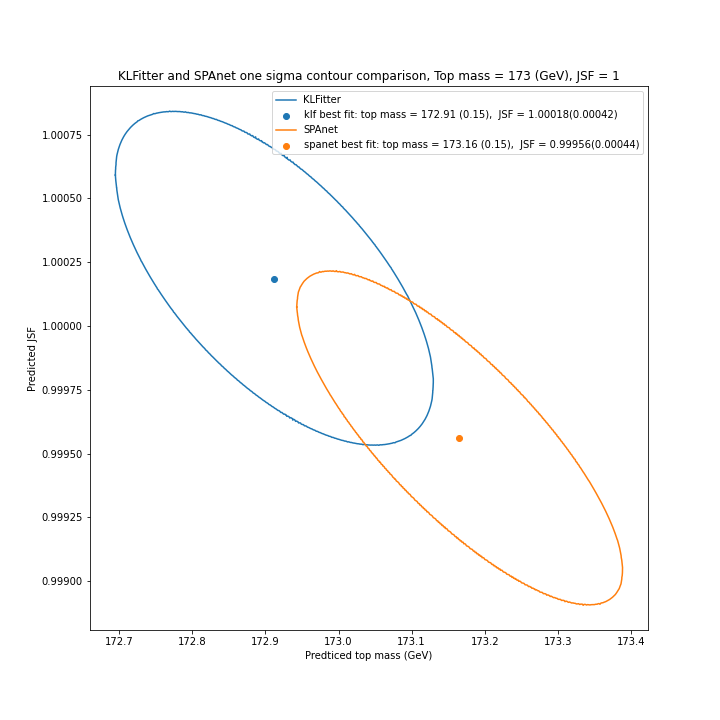 KLFitter and SPAnet one sigma contour comparison, Top mass = 173 (GeV), JSF = 1
KLFitter
klf best fit: top mass = 172.91 (0.15), JSF = 1.00018(0.00042)
SPAnet
spanet best fit: top mass = 173.16 (0.15), JSF = 0.99956(0.00044)
1.00075
1.00050
1.00025
1.00000
0.99975
0.99950
0.99925
0.99900
Predicted JSF
172.7 172.8 172.9 173.0 173.1 173.2 173.3 173.4
Predticed top mass (GeV)